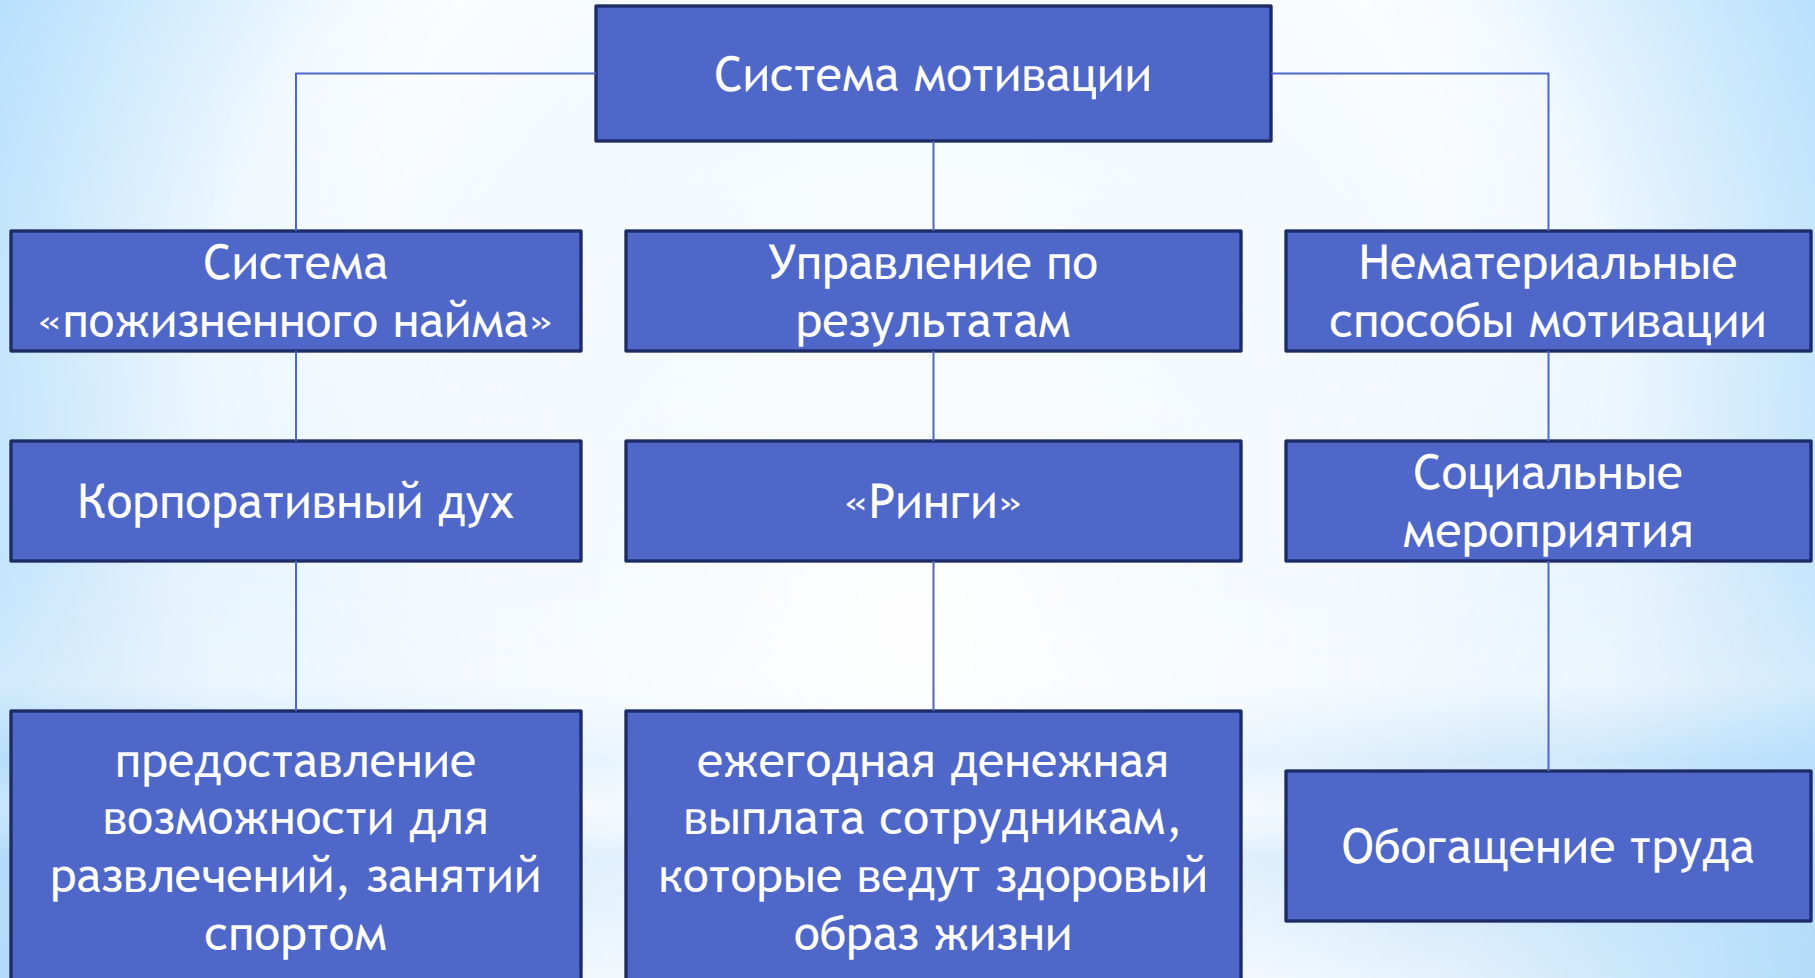 Система мотивации
Система
«пожизненного найма»
Управление по
результатам
Нематериальные
способы мотивации
Корпоративный дух
«Ринги»
Социальные
мероприятия
предоставление
возможности для
развлечений, занятий
спортом
ежегодная денежная
выплата сотрудникам,
которые ведут здоровый
образ жизни
Обогащение труда